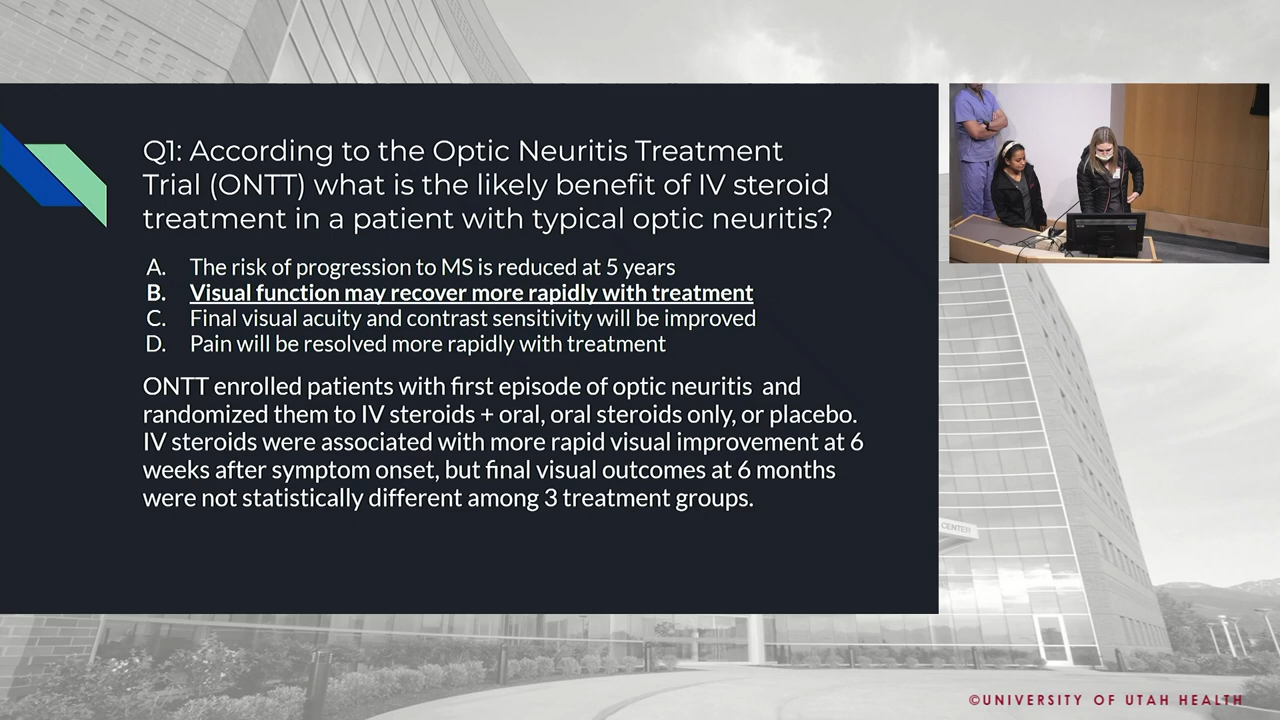 Q1: According to the Optic Neuritis Treatment
Trial (ONTT) what is the likely benefit of IV steroid
treatment in a patient with typical optic neuritis?
A. The risk of progression to MS is reduced at 5 years
B. Visual function may recover more rapidly with treatment
C. Final visual acuity and contrast sensitivity will be improved
D. Pain will be resolved more rapidly with treatment
ONTT enrolled patients with first episode of optic neuritis and
randomized them to IV steroids + oral, oral steroids only, or placebo.
IV steroids were associated with more rapid visual improvement at 6
weeks after symptom onset, but final visual outcomes at 6 months
were not statistically different among 3 treatment groups.
CENTER
©UNIVERSITY OF UTAH HEALTH